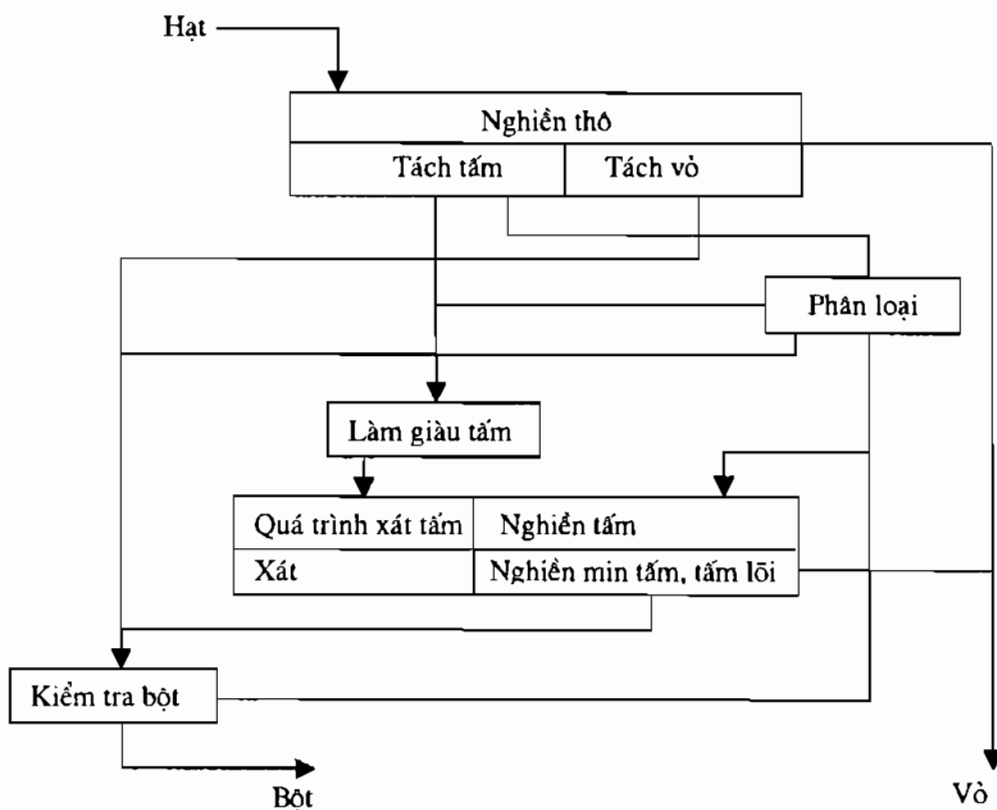 Hạt
Nghiền thô
Tách tấm
Tách vỏ
Phân loại
Làm giàu tấm
Quá trình xát tấm
Nghiền tấm
Xát
Nghiền min tấm, tấm lõi
Kiểm tra bột
Bột
Vỏ